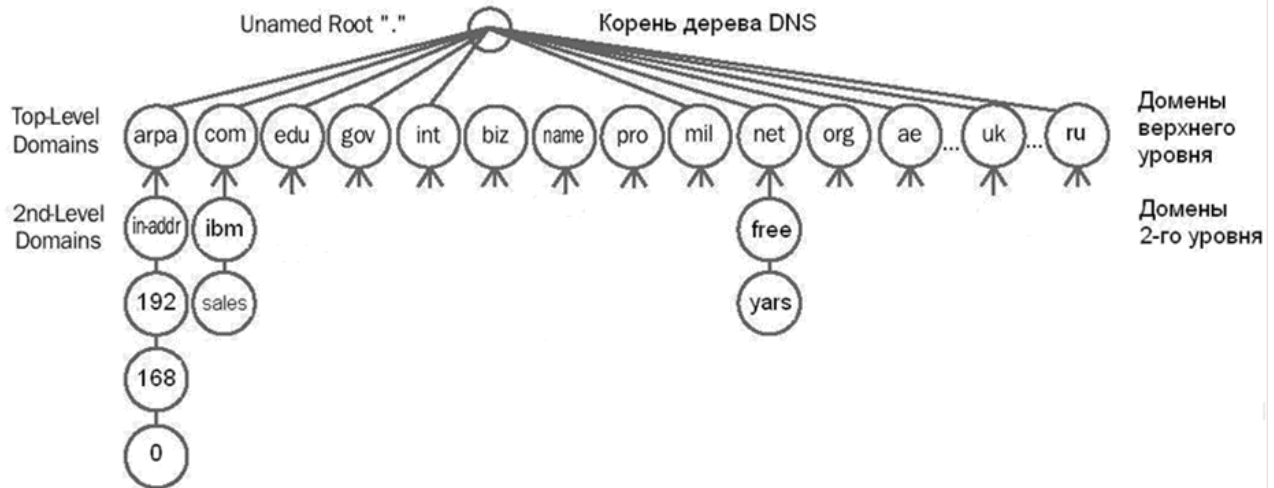 Unamed Root "."
Корень дерева DNS
Top-Level
Domains
arpa com edu gov int biz name pro mil net org ae ... uk ... ru
Домены
верхнего
уровня
2nd-Level
Domains
in-addr ibm free
Домены
2-го уровня
192 sales yars
168
0